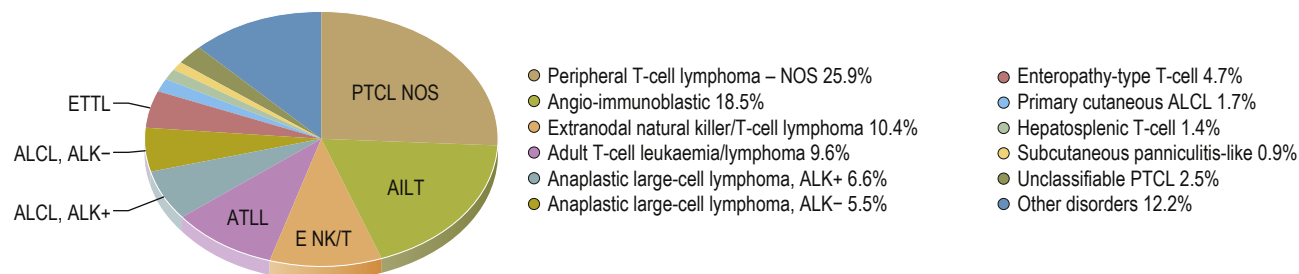 PTCL NOS
AILT
E NK/T
ATLL
ALCL, ALK+
ALCL, ALK−
ETTL
Peripheral T-cell lymphoma – NOS 25.9%
Angio-immunoblastic 18.5%
Extranodal natural killer/T-cell lymphoma 10.4%
Adult T-cell leukaemia/lymphoma 9.6%
Anaplastic large-cell lymphoma, ALK+ 6.6%
Anaplastic large-cell lymphoma, ALK− 5.5%
Enteropathy-type T-cell 4.7%
Primary cutaneous ALCL 1.7%
Hepatosplenic T-cell 1.4%
Subcutaneous panniculitis-like 0.9%
Unclassifiable PTCL 2.5%
Other disorders 12.2%